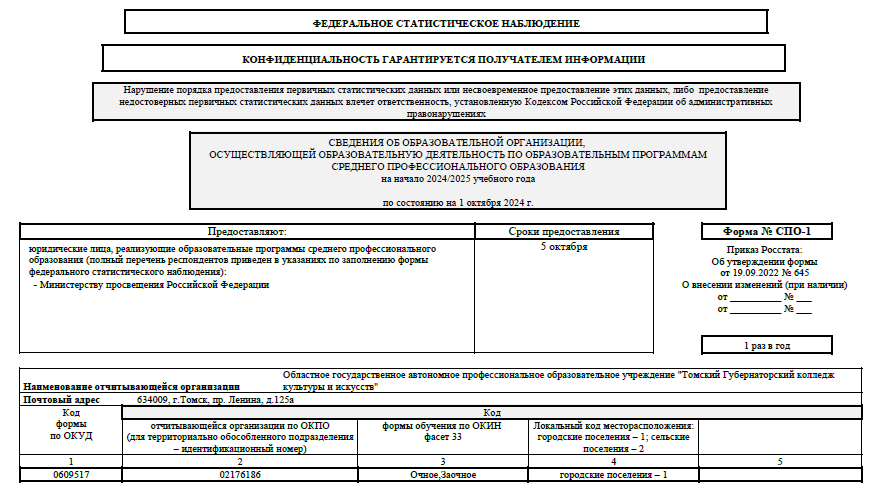 ФЕДЕРАЛЬНОЕ СТАТИСТИЧЕСКОЕ НАБЛЮДЕНИЕ
КОНФИДЕНЦИАЛЬНОСТЬ ГАРАНТИРУЕТСЯ ПОЛУЧАТЕЛЕМ ИНФОРМАЦИИ
Нарушение порядка предоставления первичных статистических данных или несвоевременное предоставление этих данных, либо предоставление
недостоверных первичных статистических данных влечет ответственность, установленную Кодексом Российской Федерации об административных
правонарушениях
СВЕДЕНИЯ ОБ ОБРАЗОВАТЕЛЬНОЙ ОРГАНИЗАЦИИ,
ОСУЩЕСТВЛЯЮЩЕЙ ОБРАЗОВАТЕЛЬНУЮ ДЕЯТЕЛЬНОСТЬ ПО ОБРАЗОВАТЕЛЬНЫМ ПРОГРАММАМ
СРЕДНЕГО ПРОФЕССИОНАЛЬНОГО ОБРАЗОВАНИЯ
на начало 2024/2025 учебного года
по состоянию на 1 октября 2024 г.
Предоставляют:
Сроки предоставления
юридические лица, реализующие образовательные программы среднего профессионального
образования (полный перечень респондентов приведен в указаниях по заполнению формы
федерального статистического наблюдения):
- Министерству просвещения Российской Федерации
5 октября
Форма № СПО-1
Приказ Росстата:
Об утверждении формы
от 19.09.2022 № 645
О внесении изменений (при наличии)
от __________ № ___
от __________ № ___
1 раз в год
Наименование отчитывающейся организации
Областное государственное автономное профессиональное образовательное учреждение "Томский Губернаторский колледж
культуры и искусств"
Почтовый адрес 634009, г.Томск, пр. Ленина, д.125а
Код
формы
по ОКУД
Код
отчитывающейся организации по ОКПО
(для территориально обособленного подразделения
– идентификационный номер)
формы обучения по ОКИН
фасет 33
Локальный код месторасположения:
городские поселения – 1; сельские
поселения – 2
1 2 3 4 5
0609517 02176186 Очное,Заочное городские поселения – 1